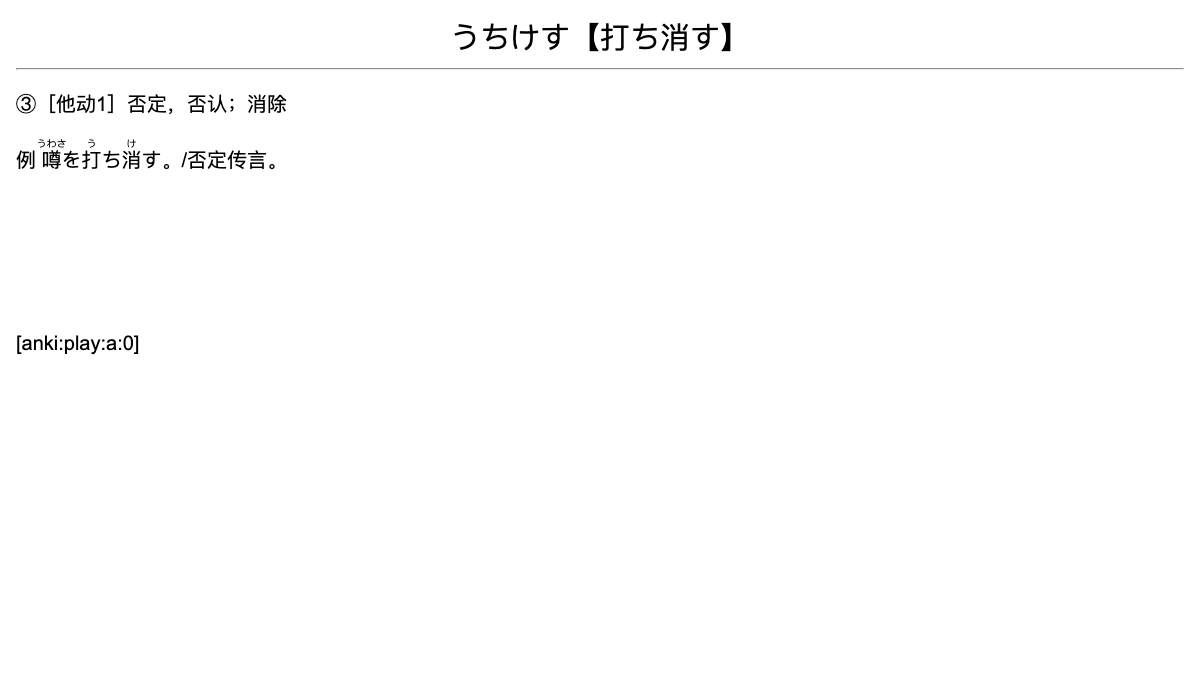 うちけす【打ち消す】
③［他动1］否定，否认；消除
うわさ う け
例 噂を打ち消す。/否定传言。
[anki:play:a:0]